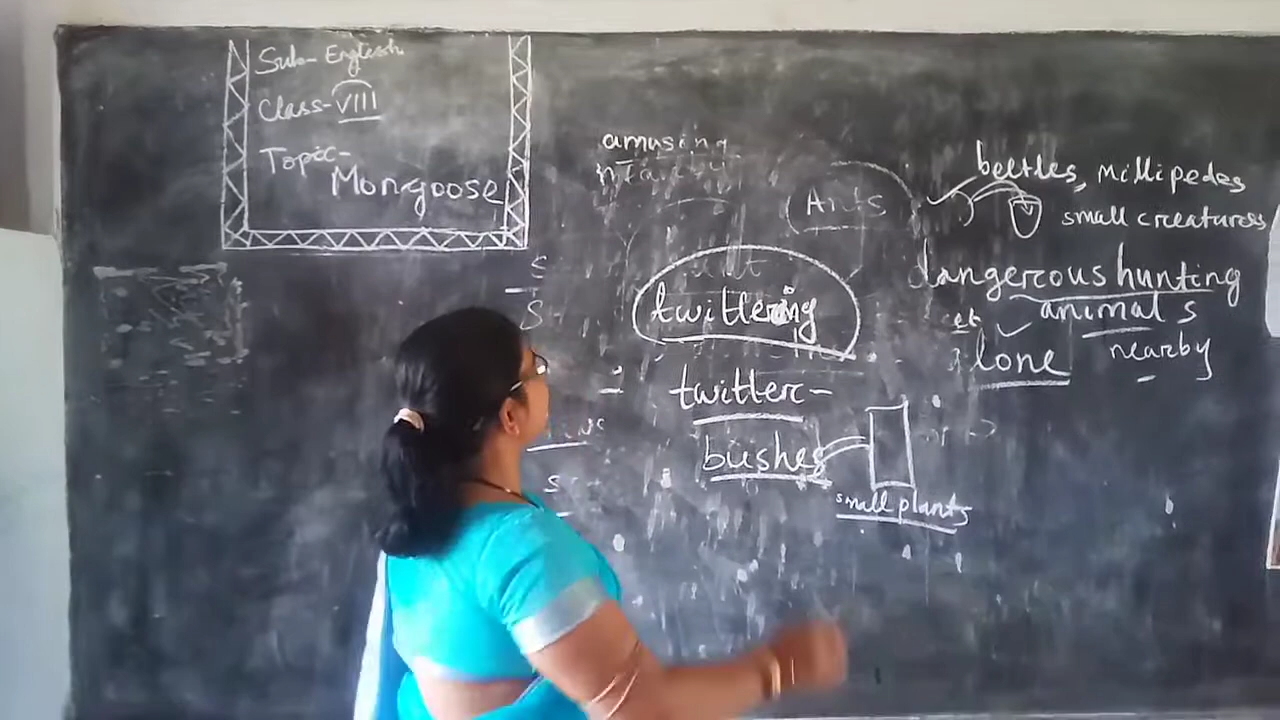 Sub- English
Class- VIII
Topic-
Mongoose
amusing
Ants
beetles, millipedes
small creatures
dangerous hunting
animals
nearby
twittering
lone
twitter-
bushes
small plants